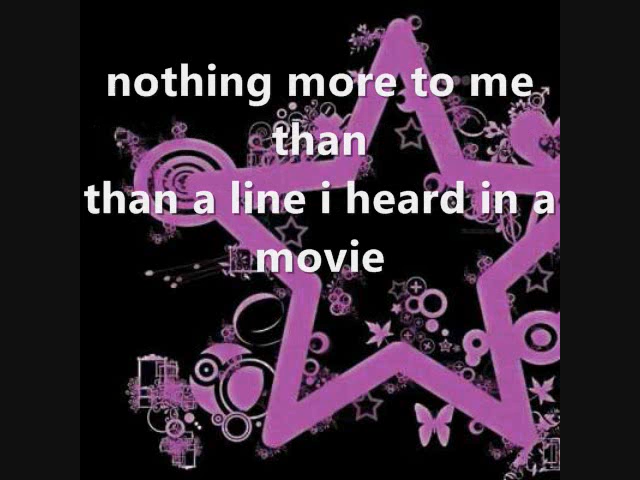 nothing more to me
than
than a line i heard in a
movie